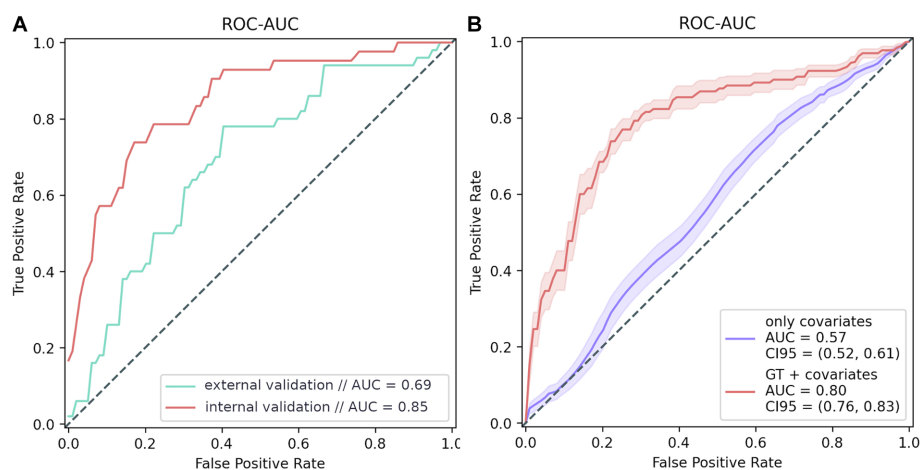 A
ROC-AUC
True Positive Rate
1.0
0.8
0.6
0.4
0.2
0.0
0.0 0.2 0.4 0.6 0.8 1.0
False Positive Rate
external validation // AUC = 0.69
internal validation // AUC = 0.85
B
ROC-AUC
True Positive Rate
1.0
0.8
0.6
0.4
0.2
0.0
0.0 0.2 0.4 0.6 0.8 1.0
False Positive Rate
only covariates
AUC = 0.57
CI95 = (0.52, 0.61)
GT + covariates
AUC = 0.80
CI95 = (0.76, 0.83)